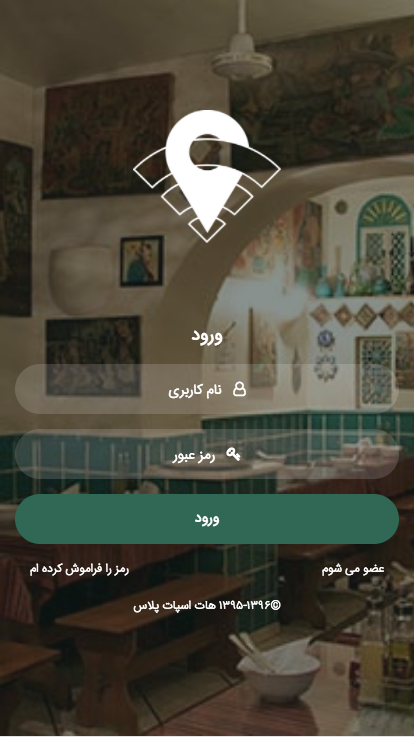 ورود
نام کاربری
رمز عبور
ورود
عضو می شوم
رمز را فراموش کرده ام
©۱۳۹۵-۱۳۹۶ هات اسپات پلاس